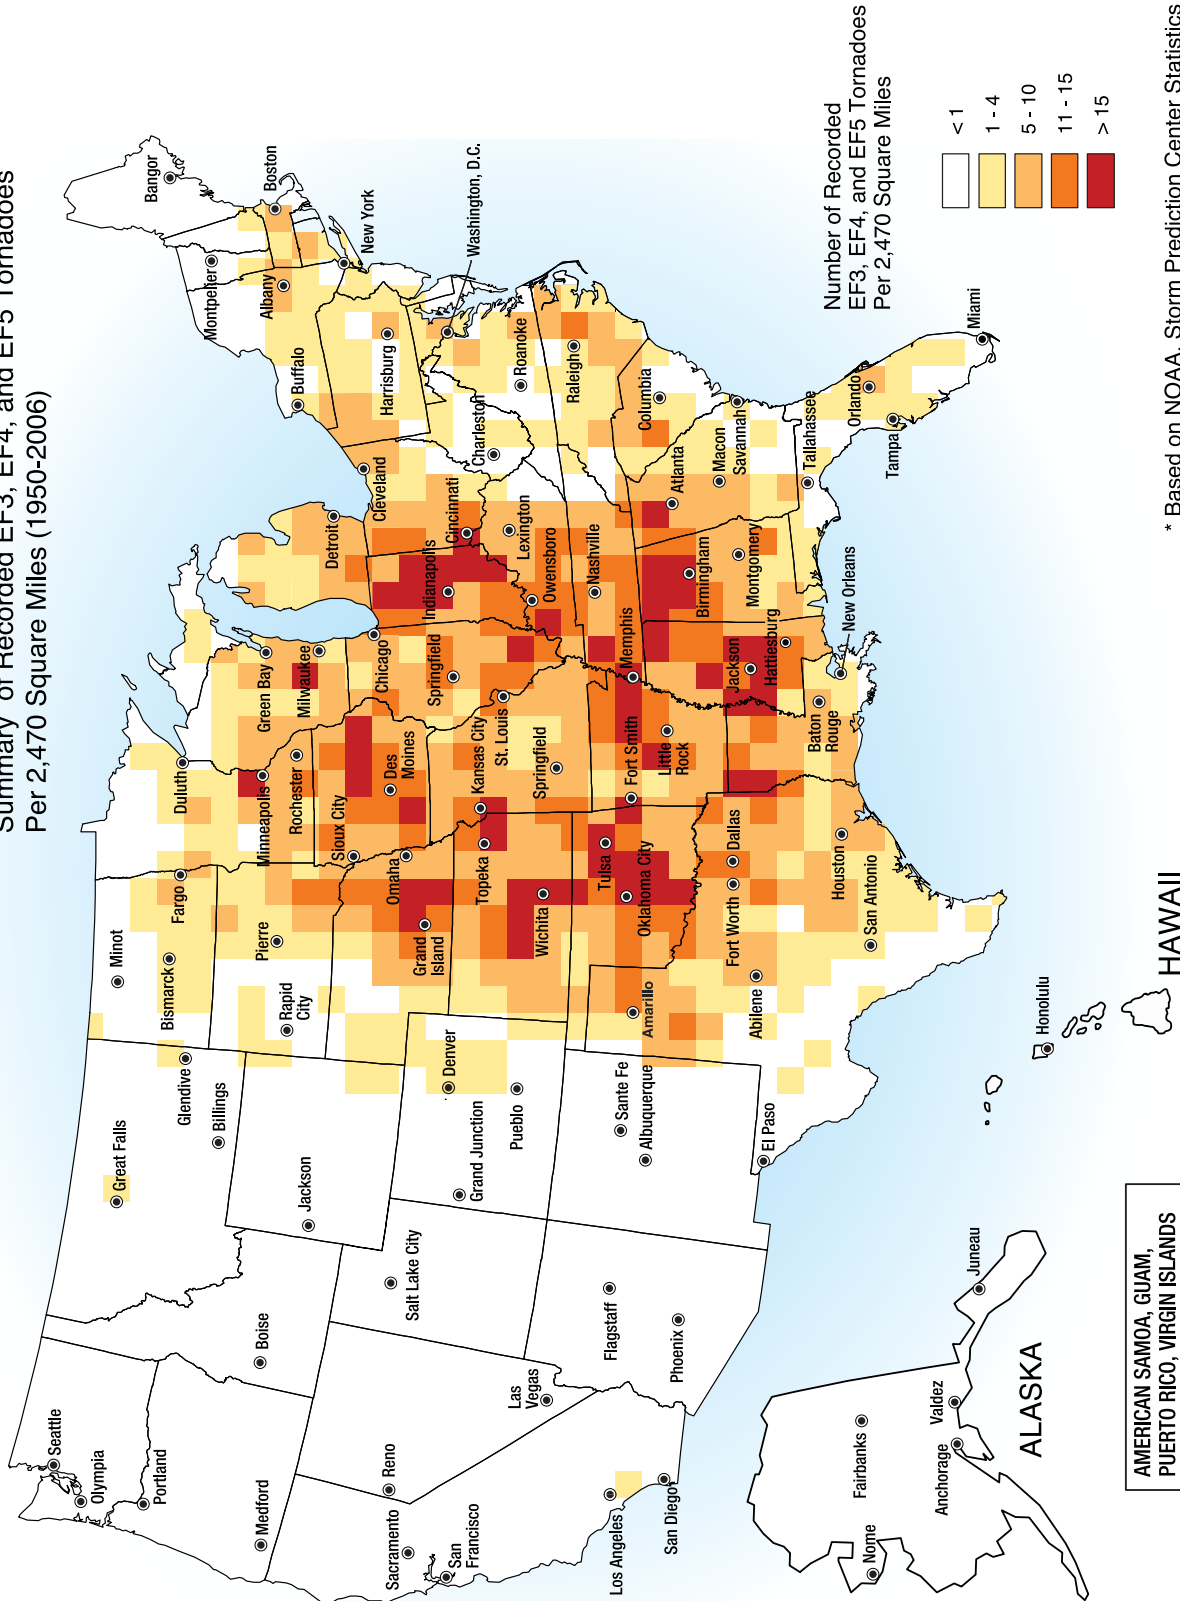 Summary of Recorded EF3, EF4, and EF5 Tornadoes
Per 2,470 Square Miles (1950-2006)
Seattle
Olympia
Portland
Medford
Boise
Great Falls
Glendive
Billings
Jackson
Salt Lake City
Reno
Sacramento
San
Francisco
Las
Vegas
Los Angeles
San Diego
Flagstaff
Phoenix
Grand Junction
Denver
Pueblo
Sante Fe
Albuquerque
El Paso
Minot
Bismarck
Fargo
Pierre
Rapid
City
Duluth
Minneapolis
Rochester
Sioux City
Des
Moines
Omaha
Grand
Island
Topeka
Kansas City
Wichita
St. Louis
Springfield
Tulsa
Oklahoma City
Fort Smith
Little
Rock
Amarillo
Abilene
Fort Worth
Dallas
Houston
San Antonio
Green Bay
Milwaukee
Chicago
Springfield
Indianapolis
Detroit
Cleveland
Cincinnati
Lexington
Owensboro
Nashville
Memphis
Birmingham
Montgomery
Jackson
Hattiesburg
New Orleans
Baton
Rouge
Atlanta
Macon
Savannah
Columbia
Tallahassee
Orlando
Tampa
Miami
Raleigh
Roanoke
Charleston
Washington, D.C.
Harrisburg
Buffalo
Albany
New York
Boston
Montpelier
Bangor
Number of Recorded
EF3, EF4, and EF5 Tornadoes
Per 2,470 Square Miles
< 1
1 - 4
5 - 10
11 - 15
> 15
ALASKA
Nome
Fairbanks
Anchorage
Valdez
Juneau
HAWAII
Honolulu
AMERICAN SAMOA, GUAM,
PUERTO RICO, VIRGIN ISLANDS
* Based on NOAA, Storm Prediction Center Statistics